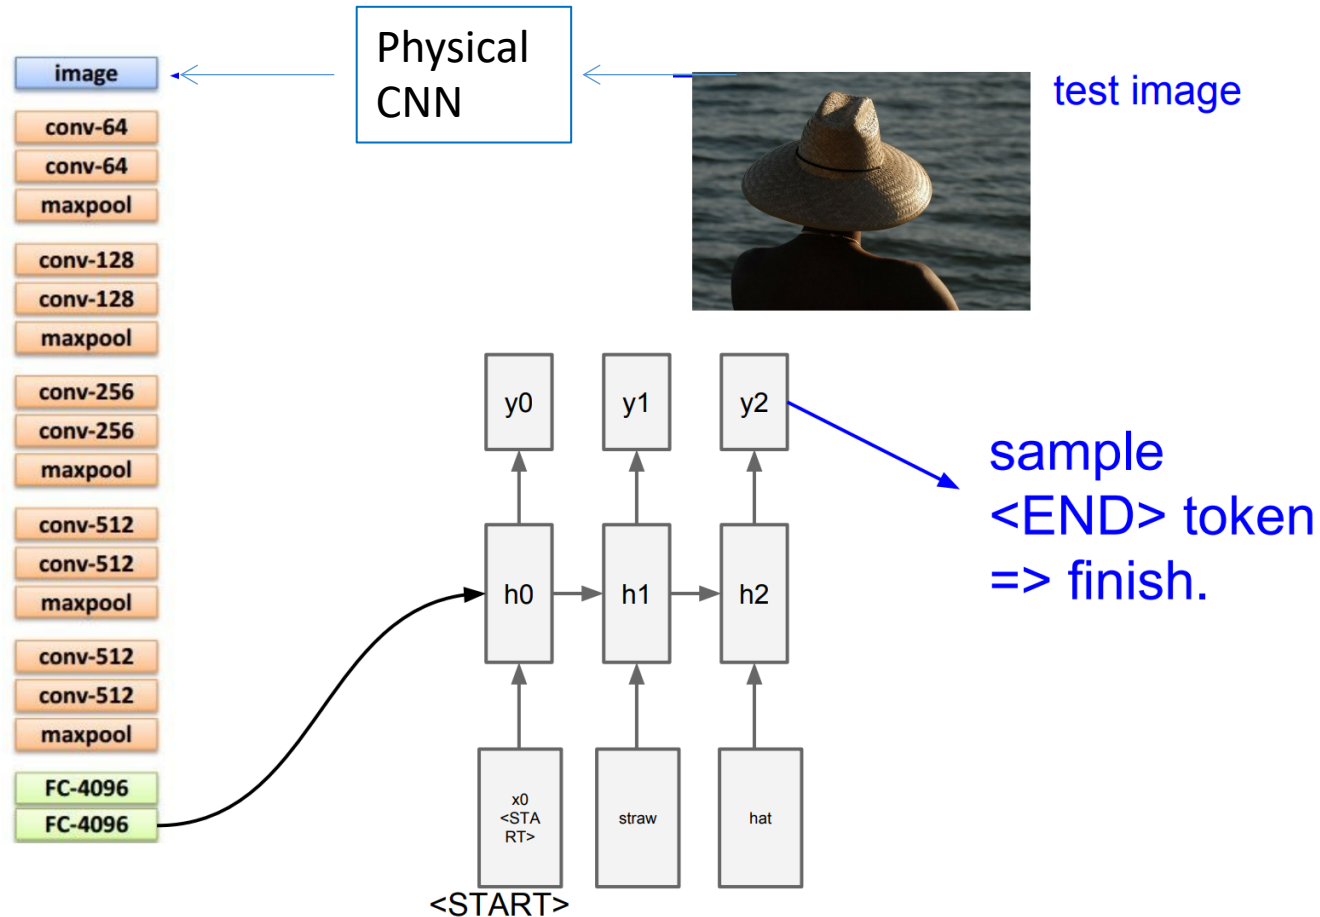 image
conv-64
conv-64
maxpool
conv-128
conv-128
maxpool
conv-256
conv-256
maxpool
conv-512
conv-512
maxpool
conv-512
conv-512
maxpool
FC-4096
FC-4096
Physical
CNN
test image
y0
y1
y2
h0
h1
h2
x0
<STA
RT>
straw
hat
<START>
sample
<END> token
=> finish.